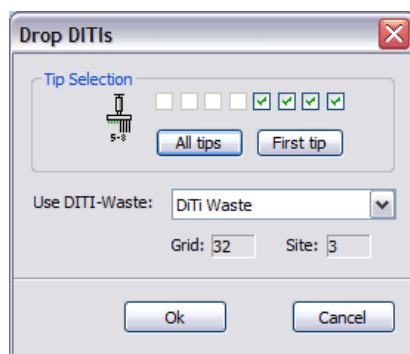 Drop DITIs
Tip Selection
5-8
All tips First tip
Use DITI-Waste: DiTi Waste
Grid: 32 Site: 3
Ok Cancel